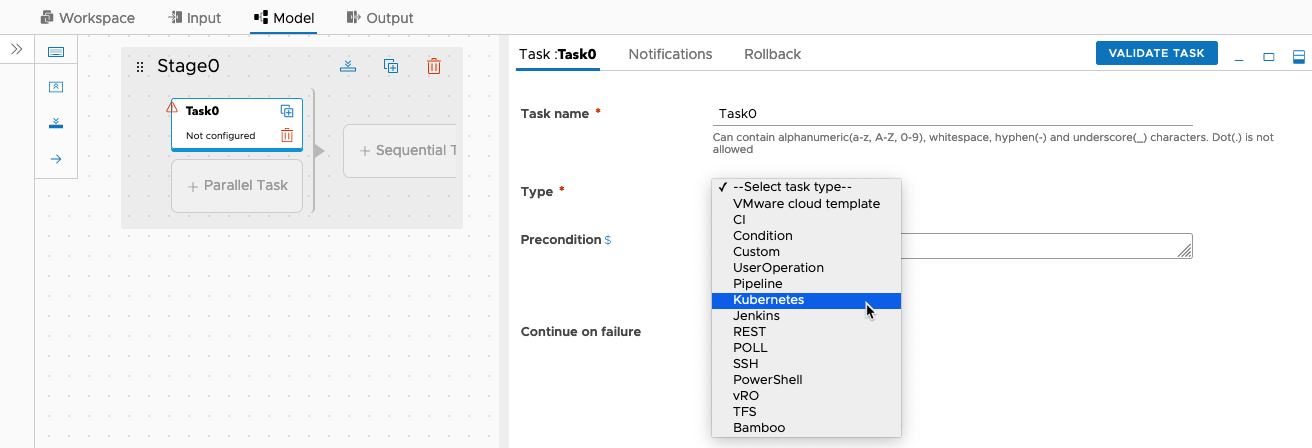 Workspace Input Model Output
Stage0
Task0
Not configured
+ Sequential T
+ Parallel Task
Task :Task0 Notifications Rollback VALIDATE TASK
Task name * Task0
Can contain alphanumeric(a-z, A-Z, 0-9), whitespace, hyphen(-) and underscore(_) characters. Dot(.) is not
allowed
Type * ✓ --Select task type--
VMware cloud template
CI
Condition
Custom
UserOperation
Pipeline
Kubernetes
Jenkins
REST
POLL
SSH
PowerShell
vRO
TFS
Bamboo
Precondition $
Continue on failure